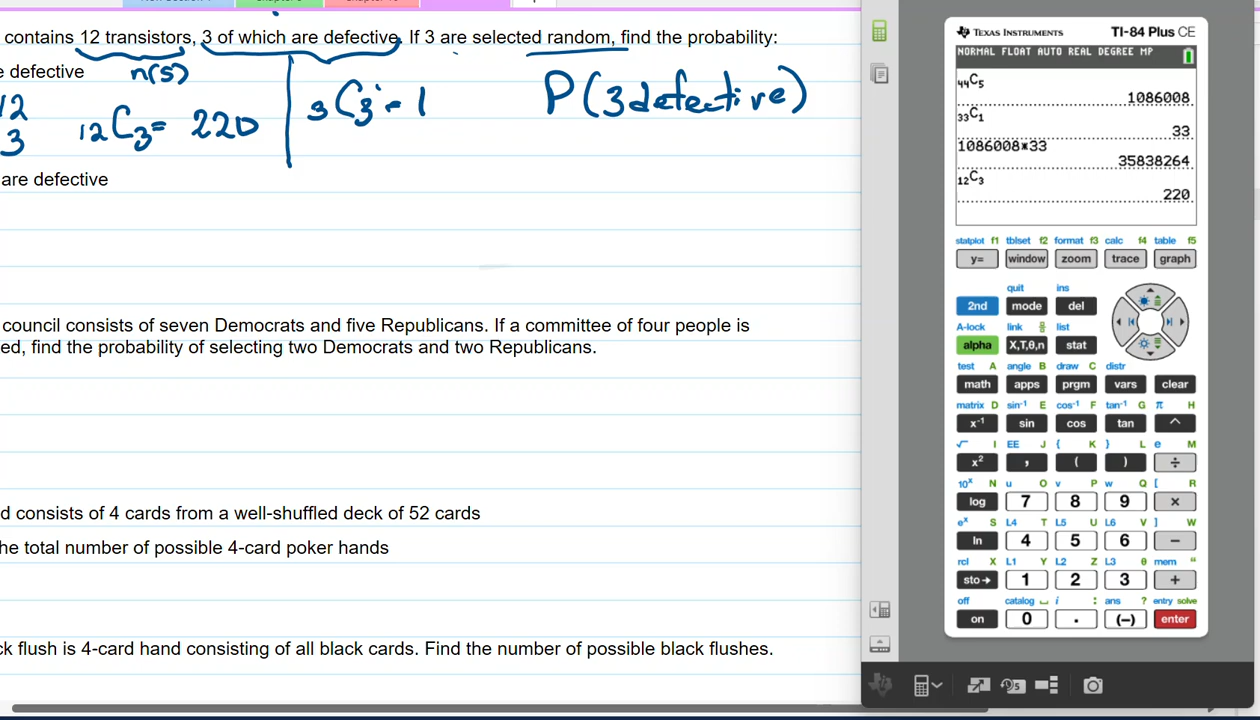 contains 12 transistors, 3 of which are defective. If 3 are selected random, find the probability:
e defective
n(s)
12
3
12C3 = 220
3C3 = 1
P(3 defective)
are defective
council consists of seven Democrats and five Republicans. If a committee of four people is
ed, find the probability of selecting two Democrats and two Republicans.
d consists of 4 cards from a well-shuffled deck of 52 cards
he total number of possible 4-card poker hands
ck flush is 4-card hand consisting of all black cards. Find the number of possible black flushes.
TEXAS INSTRUMENTS TI-84 Plus CE
NORMAL FLOAT AUTO REAL DEGREE MP
44C5
1086008
33C1
33
1086008*33
35838264
12C3
220
statplot f1 tblset f2 format f3 calc f4 table f5
y= window zoom trace graph
quit ins
2nd mode del
A-lock link list
alpha X,T,θ,n stat
test A angle B draw C distr
math apps prgm vars clear
matrix D sin⁻¹ E cos⁻¹ F tan⁻¹ G π H
x⁻¹ sin cos tan ^
√ I EE J { K } L e M
x² , ( ) ÷
10ˣ N u O v P w Q [ R
log 7 8 9 ×
eˣ S L4 T L5 U L6 V ] W
ln 4 5 6 −
rcl X L1 Y L2 Z L3 θ mem "
sto→ 1 2 3 +
off catalog ⎵ i : ans ? entry solve
on 0 . (−) enter